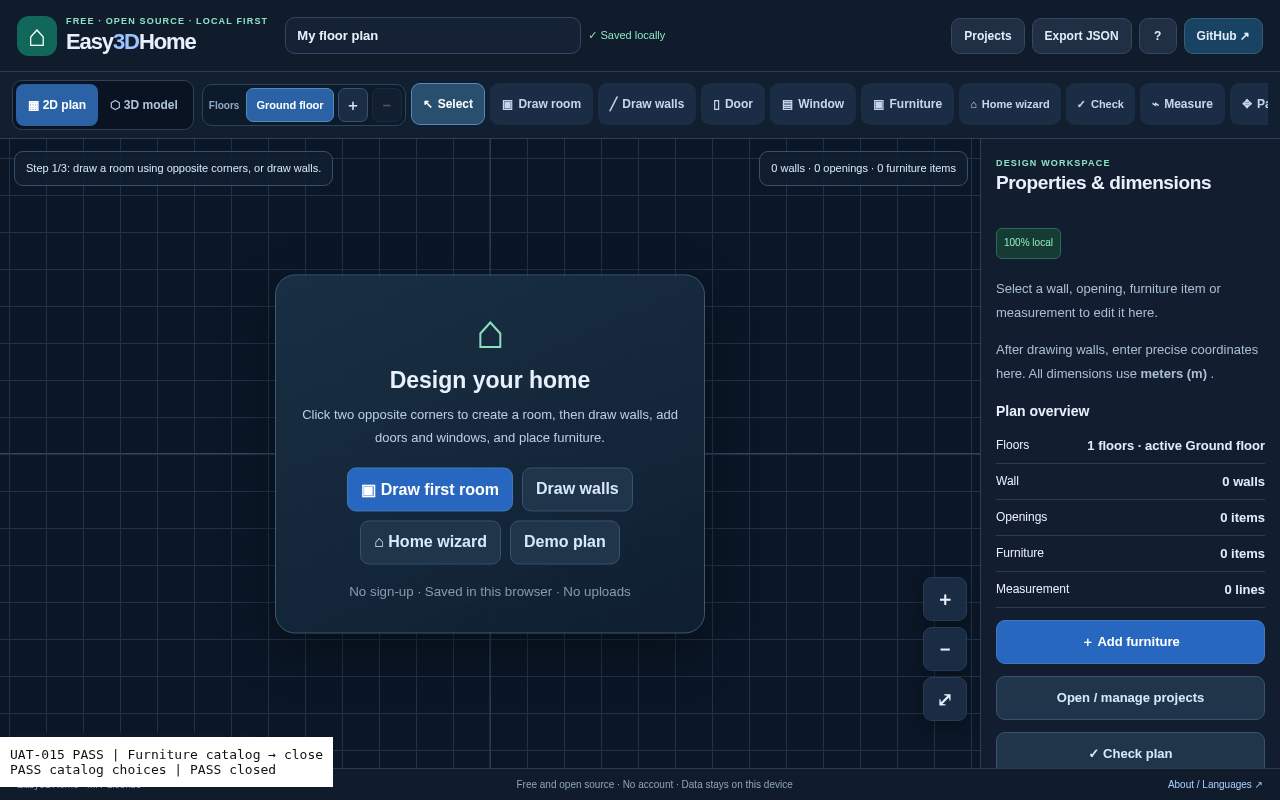 FREE · OPEN SOURCE · LOCAL FIRST
Easy3DHome
My floor plan
✓ Saved locally
Projects
Export JSON
?
GitHub ↗
▦ 2D plan
⬡ 3D model
Floors
Ground floor
+
−
↖ Select
▣ Draw room
╱ Draw walls
▯ Door
▤ Window
▣ Furniture
⌂ Home wizard
✓ Check
⌁ Measure
✥ Pa
Step 1/3: draw a room using opposite corners, or draw walls.
0 walls · 0 openings · 0 furniture items
Design your home
Click two opposite corners to create a room, then draw walls, add
doors and windows, and place furniture.
▣ Draw first room
Draw walls
⌂ Home wizard
Demo plan
No sign-up · Saved in this browser · No uploads
+
−
⤢
DESIGN WORKSPACE
Properties & dimensions
100% local
Select a wall, opening, furniture item or
measurement to edit it here.
After drawing walls, enter precise coordinates
here. All dimensions use meters (m) .
Plan overview
Floors 1 floors · active Ground floor
Wall 0 walls
Openings 0 items
Furniture 0 items
Measurement 0 lines
＋ Add furniture
Open / manage projects
✓ Check plan
UAT-015 PASS | Furniture catalog → close
PASS catalog choices | PASS closed
Free and open source · No account · Data stays on this device
About / Languages ↗